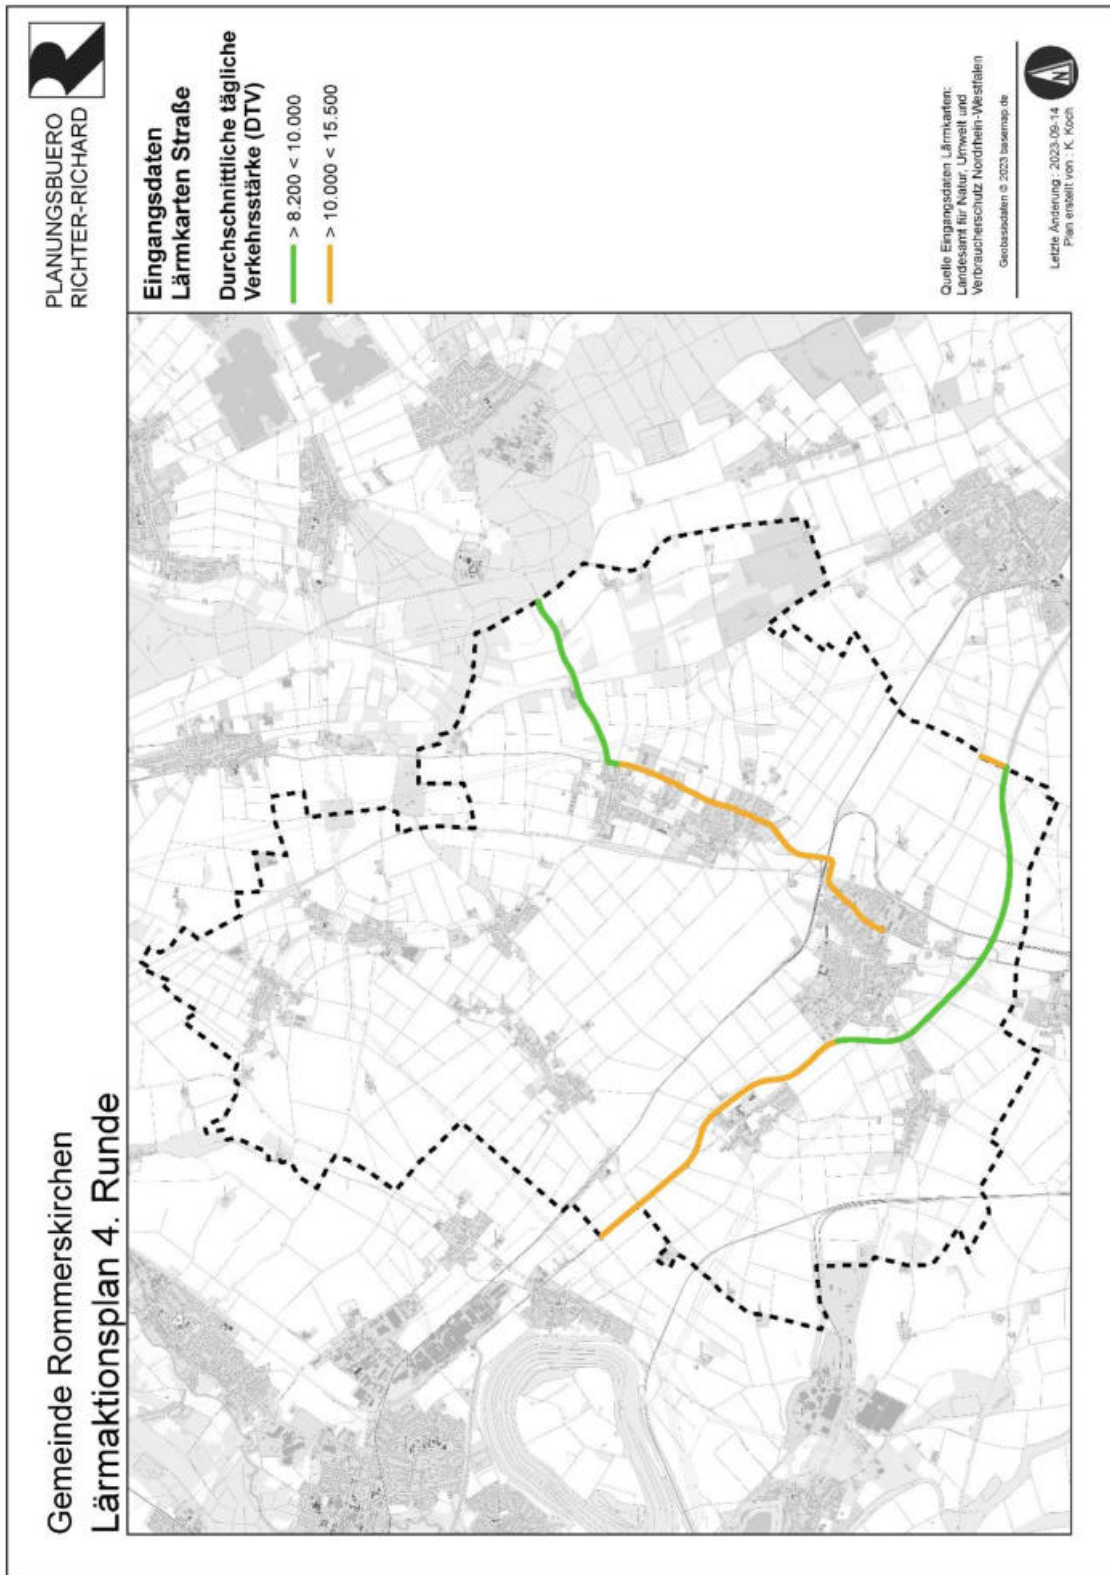 Gemeinde Rommerskirchen
Lärmaktionsplan 4. Runde
PLANUNGSBUERO
RICHTER-RICHARD
Eingangsdaten
Lärmkarten Straße
Durchschnittliche tägliche
Verkehrsstärke (DTV)
> 8.200 < 10.000
> 10.000 < 15.500
Quelle Eingangsdaten Lärmkarten:
Landesamt für Natur, Umwelt und
Verbraucherschutz Nordrhein-Westfalen
Geobasisdaten © 2023 basemap.de
N
Letzte Änderung : 2023-09-14
Plan erstellt von : K. Koch